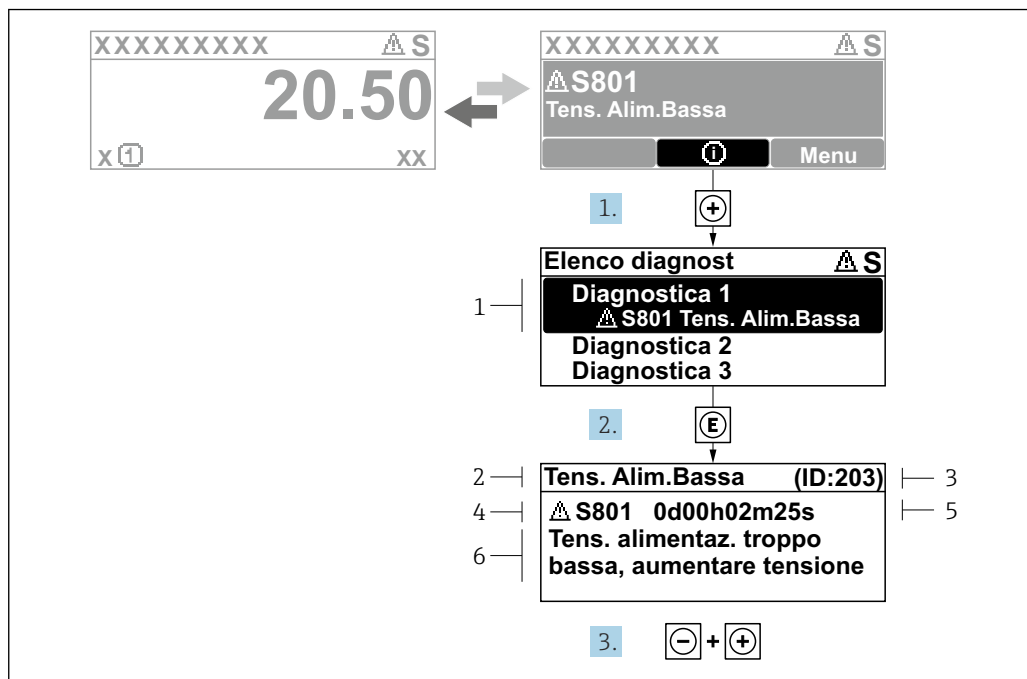 XXXXXXXXX ⚠ S
20.50
x ① xx
XXXXXXXXX ⚠ S
⚠ S801
Tens. Alim.Bassa
ⓘ Menu
1. +
Elenco diagnost ⚠ S
1
Diagnostica 1
⚠ S801 Tens. Alim.Bassa
Diagnostica 2
Diagnostica 3
2. E
2 Tens. Alim.Bassa (ID:203) 3
4 ⚠ S801 0d00h02m25s 5
6
Tens. alimentaz. troppo
bassa, aumentare tensione
3. - + +